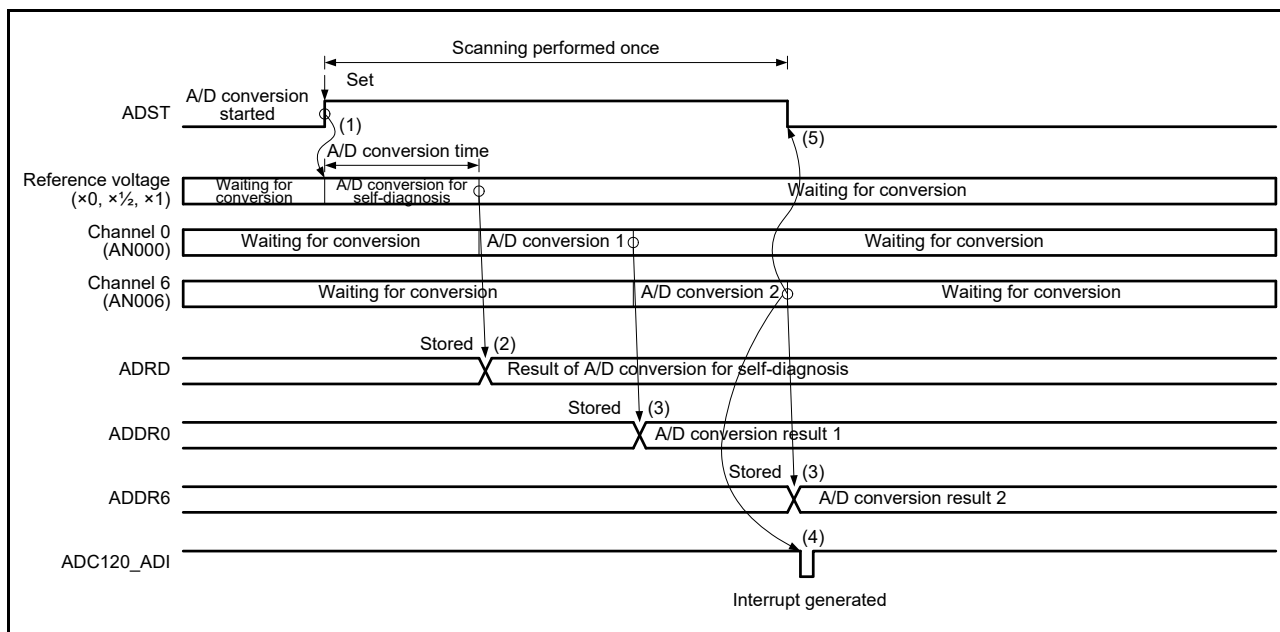 Scanning performed once
Set
A/D conversion
started
ADST
(1)
(5)
A/D conversion time
Reference voltage
(×0, ×½, ×1)
Waiting for
conversion
A/D conversion for
self-diagnosis
Waiting for conversion
Channel 0
(AN000)
Waiting for conversion
A/D conversion 1
Waiting for conversion
Channel 6
(AN006)
Waiting for conversion
A/D conversion 2
Waiting for conversion
Stored
(2)
ADRD
Result of A/D conversion for self-diagnosis
Stored
(3)
ADDR0
A/D conversion result 1
Stored
(3)
ADDR6
A/D conversion result 2
(4)
ADC120_ADI
Interrupt generated